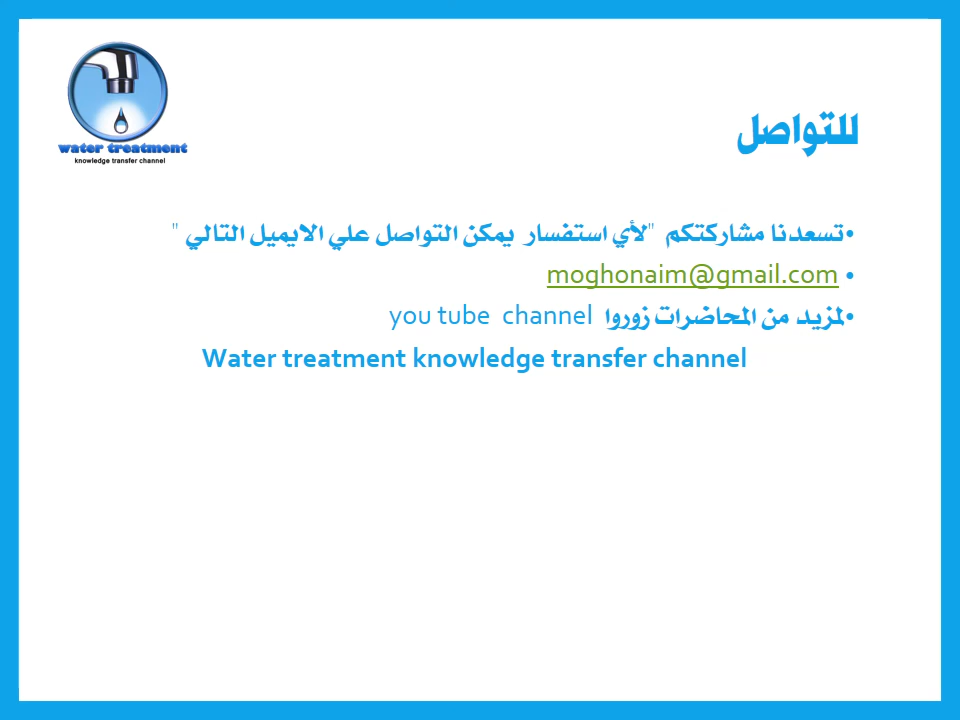 water treatment
knowledge transfer channel
للتواصل
•تسعدنا مشاركتكم "لأي استفسار يمكن التواصل علي الايميل التالي "
• moghonaim@gmail.com
•لمزيد من المحاضرات زوروا you tube channel
Water treatment knowledge transfer channel